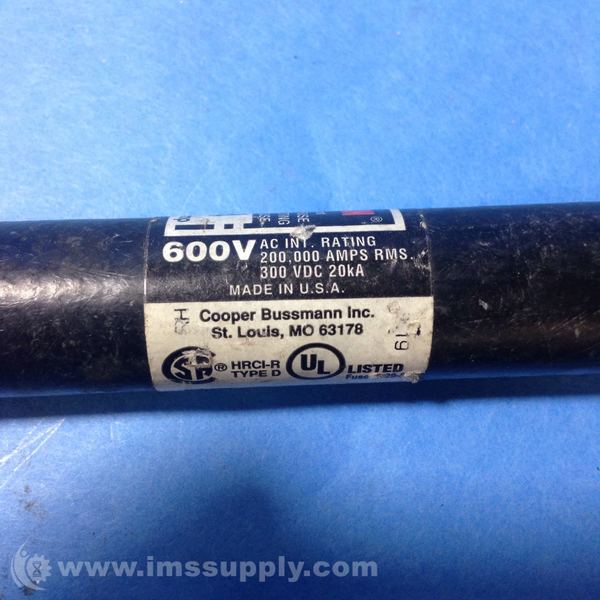 600V AC INT. RATING
200,000 AMPS RMS.
300 VDC 20kA
MADE IN U.S.A.
Cooper Bussmann Inc.
St. Louis, MO 63178
HRCI-R
TYPE D
UL
LISTED
Fuse
www.imssupply.com